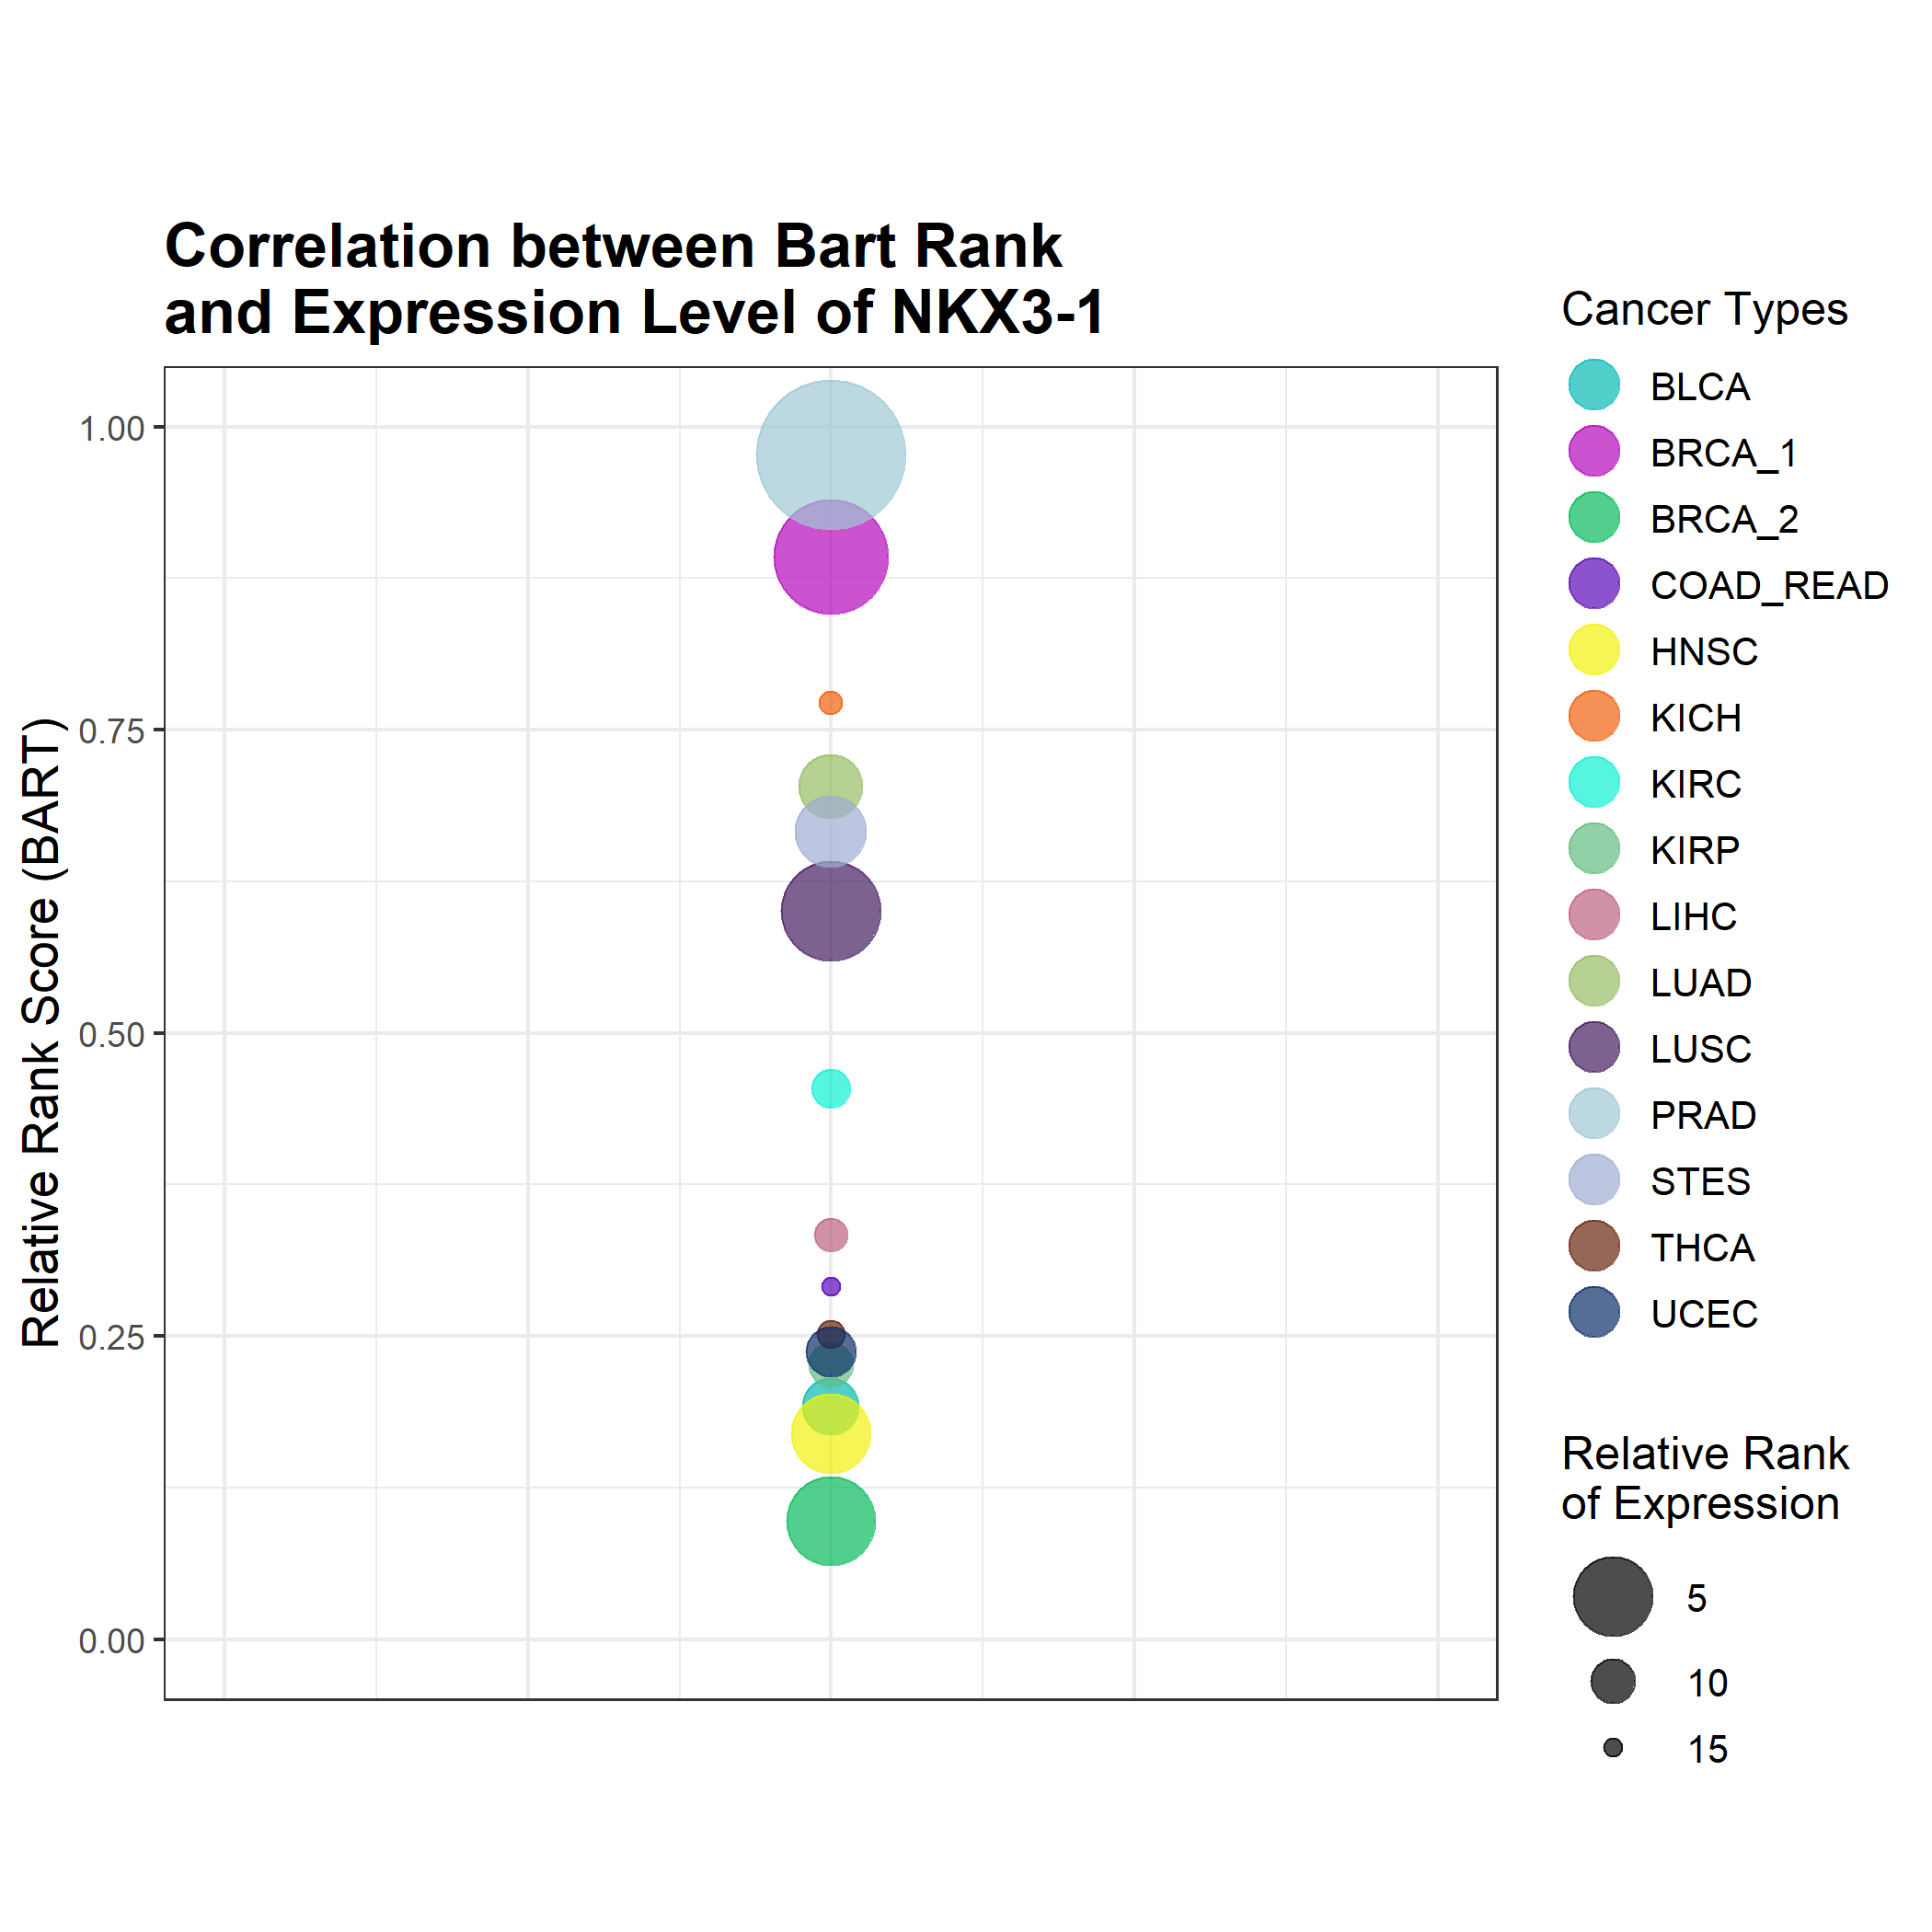 Correlation between Bart Rank
and Expression Level of NKX3-1
Relative Rank Score (BART)
1.00
0.75
0.50
0.25
0.00
Cancer Types
BLCA
BRCA_1
BRCA_2
COAD_READ
HNSC
KICH
KIRC
KIRP
LIHC
LUAD
LUSC
PRAD
STES
THCA
UCEC
Relative Rank
of Expression
5
10
15